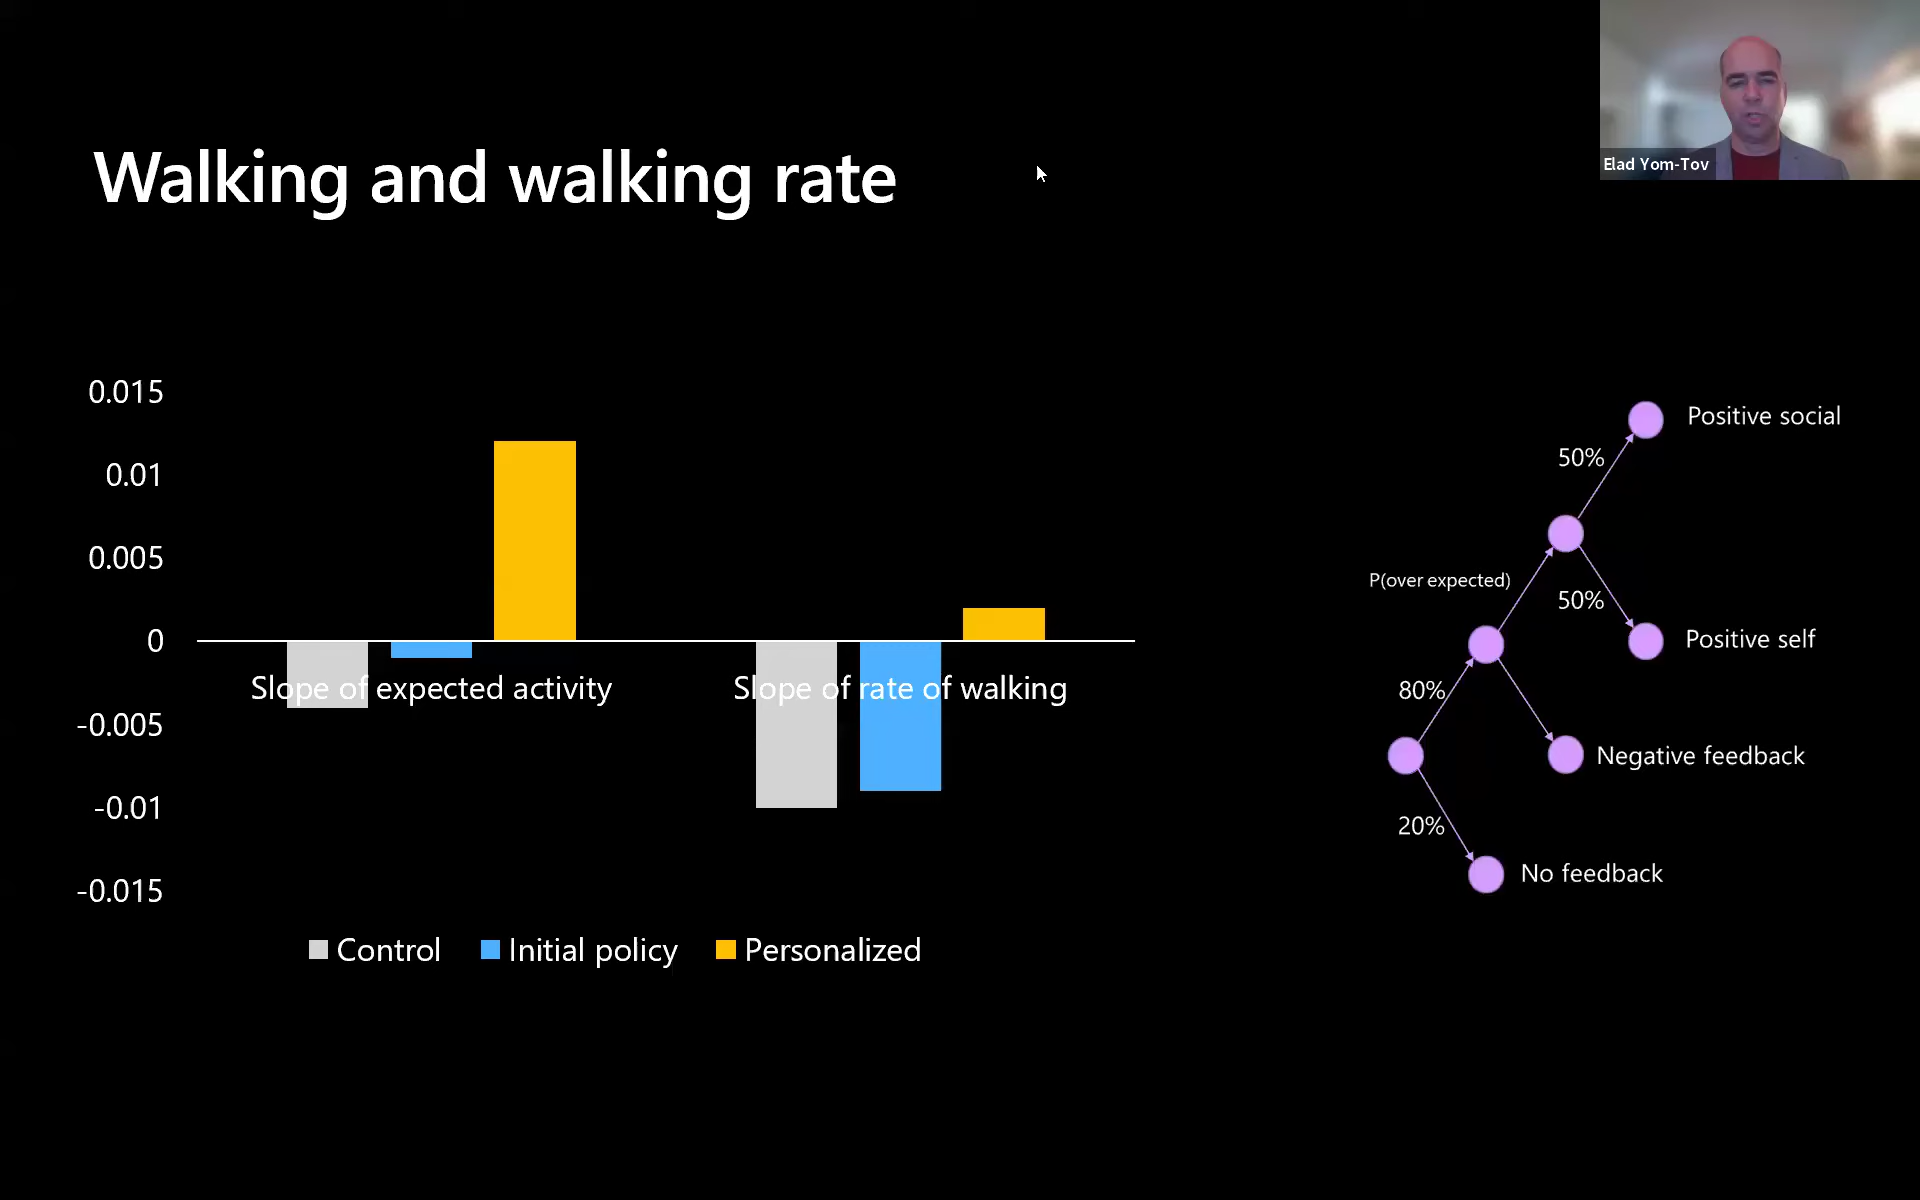 Elad Yom-Tov
Walking and walking rate
0.015
0.01
0.005
0
-0.005
-0.01
-0.015
Slope of expected activity
Slope of rate of walking
Control
Initial policy
Personalized
Positive social
50%
P(over expected)
50%
Positive self
80%
Negative feedback
20%
No feedback